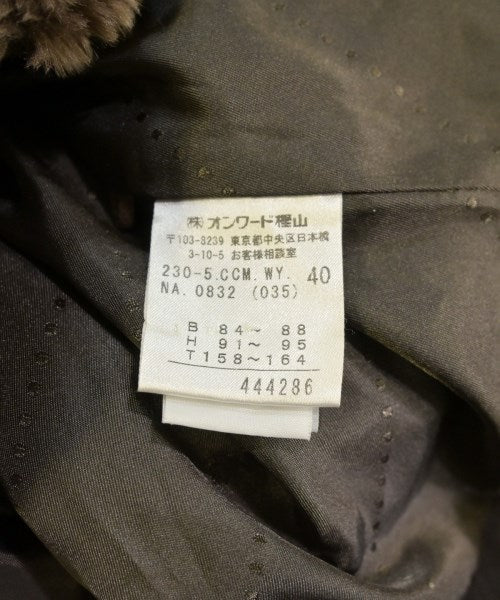 ㈱オンワード樫山
〒103-8239 東京都中央区日本橋
3-10-5 お客様相談室
230-5.CCM.WY. 40
NA. 0832 (035)
B 84～ 88
H 91～ 95
T 158～164
444286